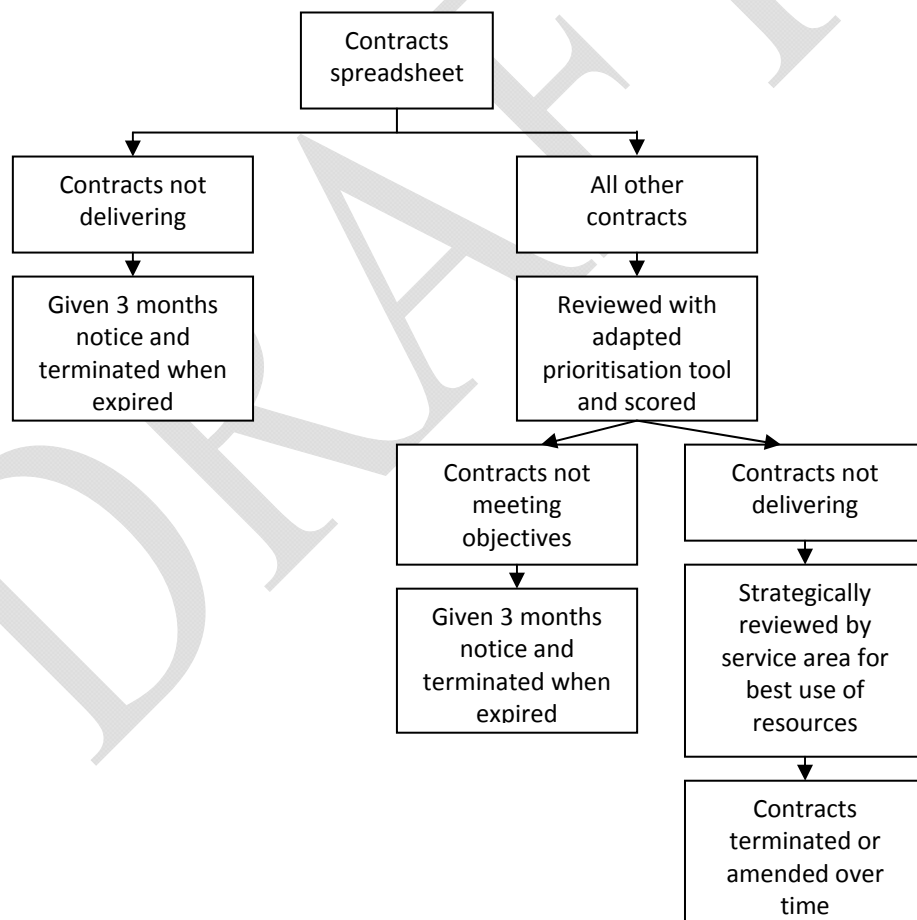 Contracts
spreadsheet
Contracts not
delivering
All other
contracts
Given 3 months
notice and
terminated when
expired
Reviewed with
adapted
prioritisation tool
and scored
Contracts not
meeting
objectives
Contracts not
delivering
Given 3 months
notice and
terminated when
expired
Strategically
reviewed by
service area for
best use of
resources
Contracts
terminated or
amended over
time
DRAFT